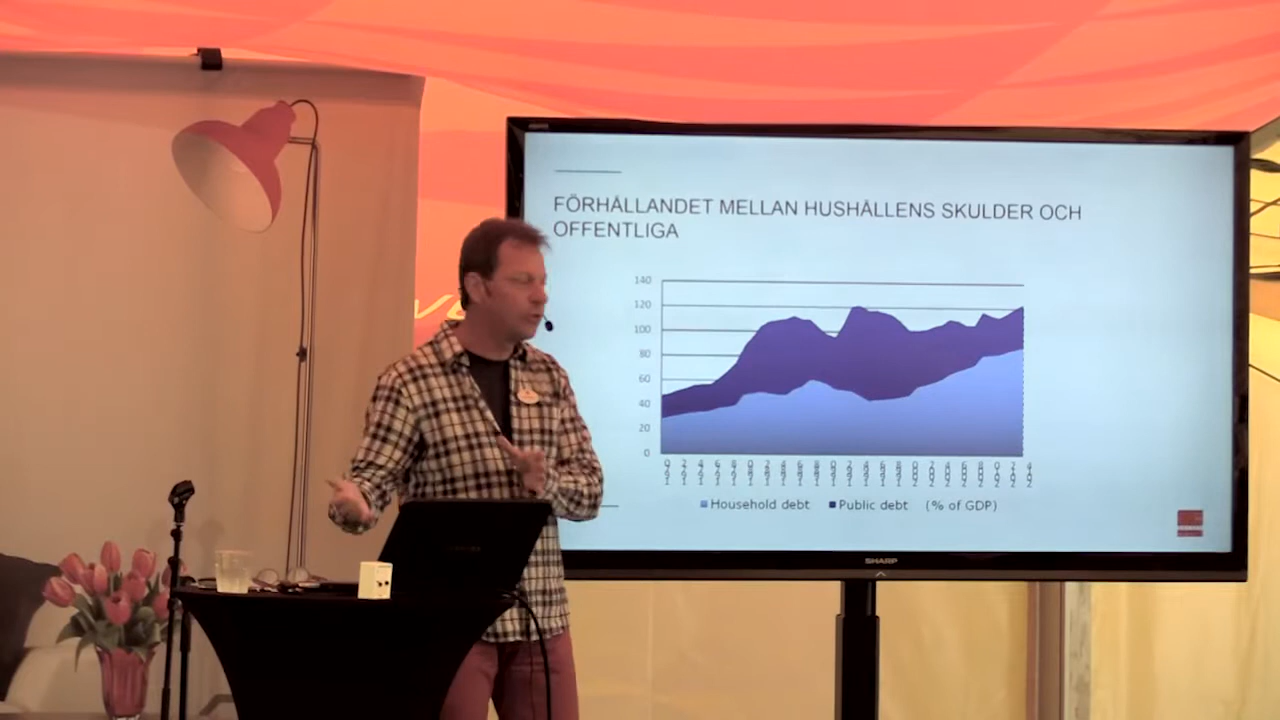 FÖRHÅLLANDET MELLAN HUSHÅLLENS SKULDER OCH
OFFENTLIGA
140
120
100
80
60
40
20
0
Household debt Public debt (% of GDP)
SHARP